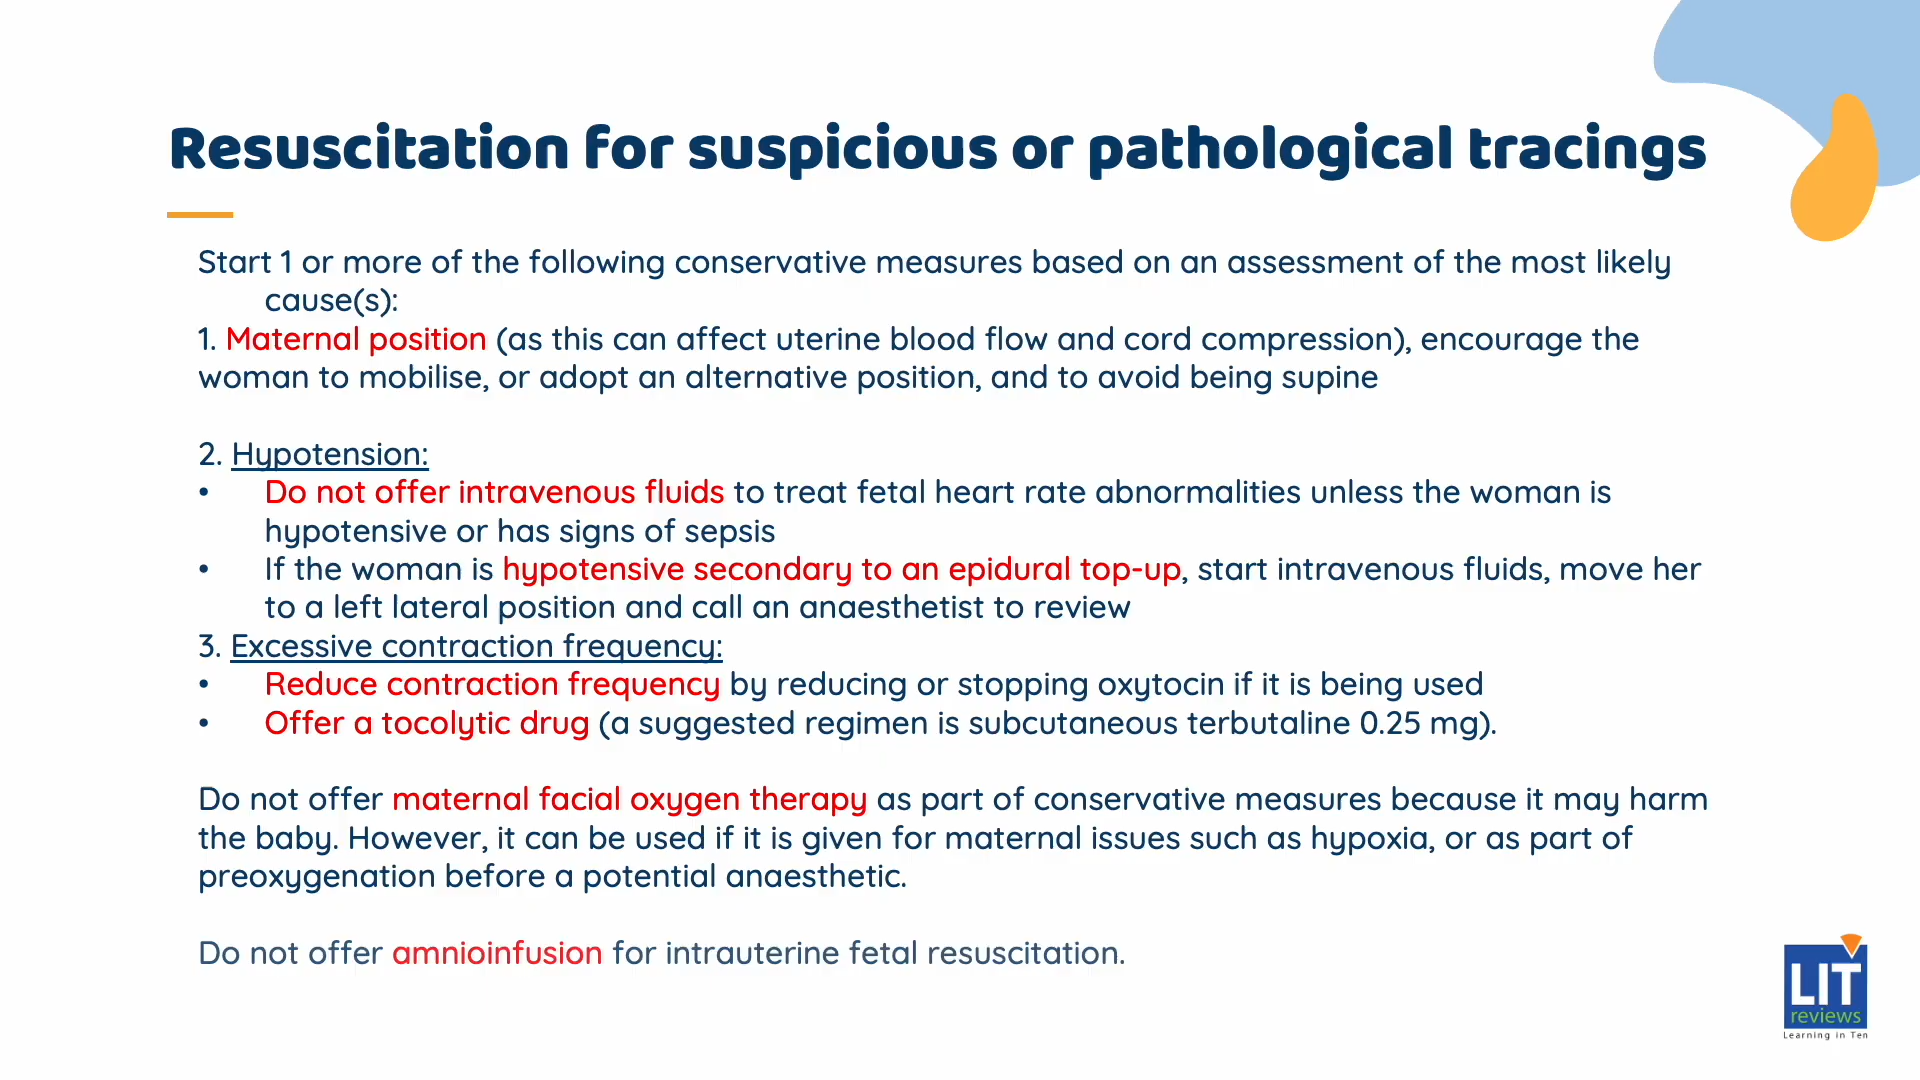 Resuscitation for suspicious or pathological tracings
Start 1 or more of the following conservative measures based on an assessment of the most likely
cause(s):
1. Maternal position (as this can affect uterine blood flow and cord compression), encourage the
woman to mobilise, or adopt an alternative position, and to avoid being supine
2. Hypotension:
• Do not offer intravenous fluids to treat fetal heart rate abnormalities unless the woman is
hypotensive or has signs of sepsis
• If the woman is hypotensive secondary to an epidural top-up, start intravenous fluids, move her
to a left lateral position and call an anaesthetist to review
3. Excessive contraction frequency:
• Reduce contraction frequency by reducing or stopping oxytocin if it is being used
• Offer a tocolytic drug (a suggested regimen is subcutaneous terbutaline 0.25 mg).
Do not offer maternal facial oxygen therapy as part of conservative measures because it may harm
the baby. However, it can be used if it is given for maternal issues such as hypoxia, or as part of
preoxygenation before a potential anaesthetic.
Do not offer amnioinfusion for intrauterine fetal resuscitation.
LIT
reviews
Learning in Ten